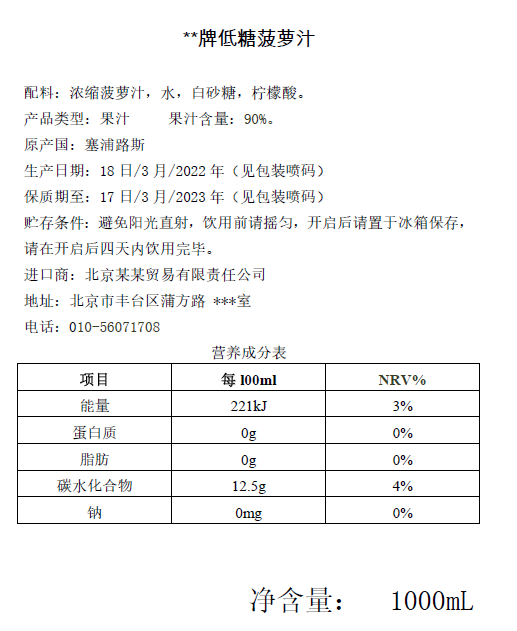 **牌低糖菠萝汁
配料：浓缩菠萝汁，水，白砂糖，柠檬酸。
产品类型：果汁 果汁含量：90%。
原产国：塞浦路斯
生产日期：18日/3月/2022年（见包装喷码）
保质期至：17日/3月/2023年（见包装喷码）
贮存条件：避免阳光直射，饮用前请摇匀，开启后请置于冰箱保存，
请在开启后四天内饮用完毕。
进口商：北京某某贸易有限责任公司
地址：北京市丰台区蒲方路 ***室
电话：010-56071708
营养成分表
项目 每l00ml NRV%
能量 221kJ 3%
蛋白质 0g 0%
脂肪 0g 0%
碳水化合物 12.5g 4%
钠 0mg 0%
净含量： 1000mL